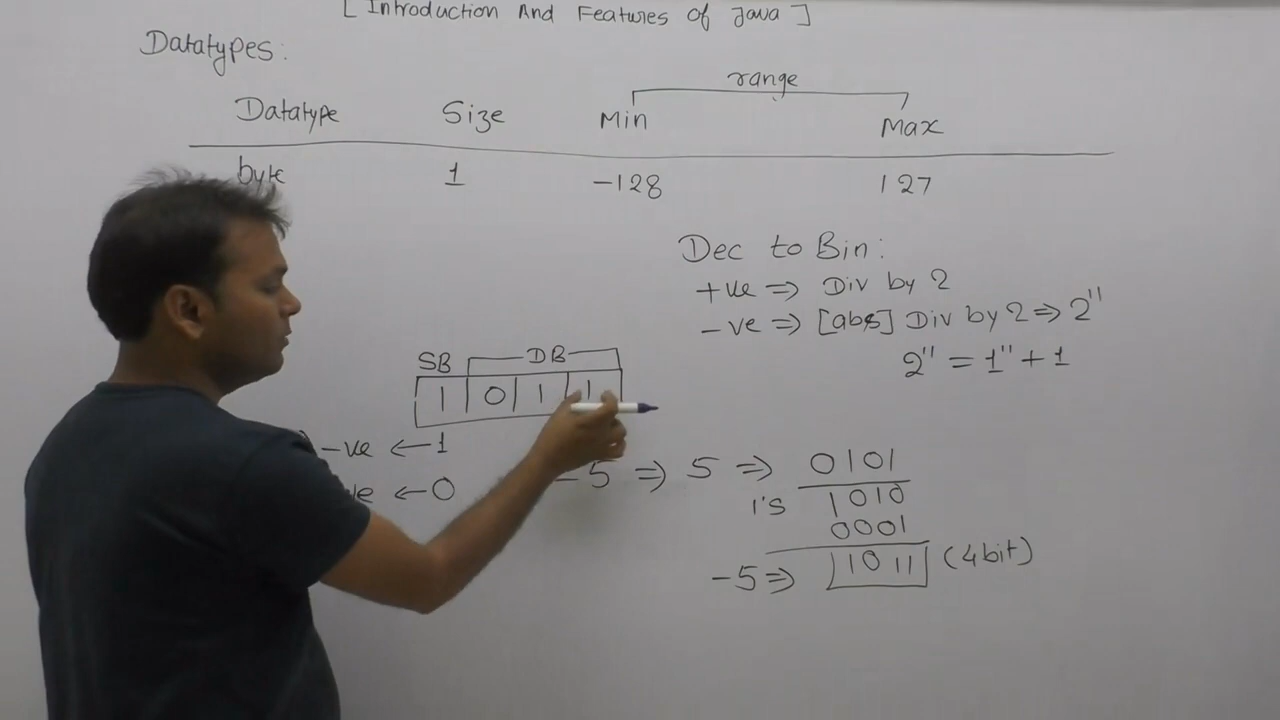 [ Introduction And Features of Java ]
Datatypes:
range
Datatype Size Min Max
byte 1 -128 127
Dec to Bin:
+ve => Div by 2
-ve => [abs] Div by 2 => 2"
2" = 1" + 1
SB DB
1 0 1 1
-ve ← 1
ve ← 0
-5 => 5 => 0101
1's 1010
0001
-5 => 1011 (4bit)